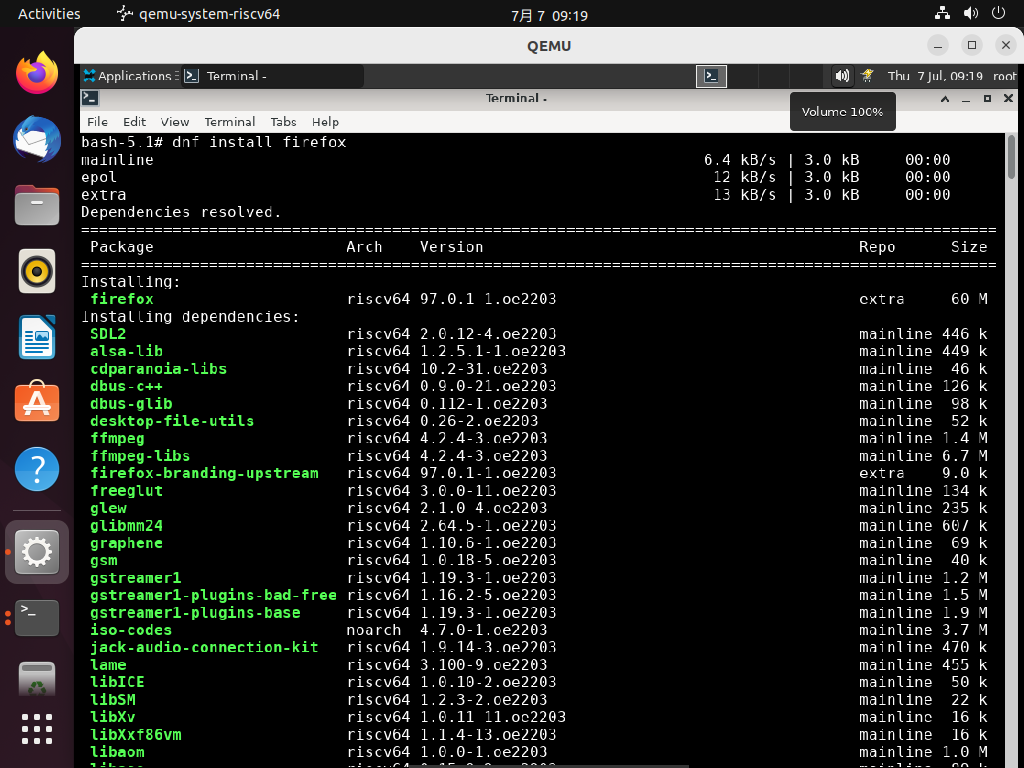 Activities qemu-system-riscv64 7月 7 09:19
QEMU
Applications Terminal - Thu 7 Jul, 09:19 root
Terminal -
Volume 100%
File Edit View Terminal Tabs Help
bash-5.1# dnf install firefox
mainline 6.4 kB/s | 3.0 kB 00:00
epol 12 kB/s | 3.0 kB 00:00
extra 13 kB/s | 3.0 kB 00:00
Dependencies resolved.
Package Arch Version Repo Size
Installing:
firefox riscv64 97.0.1 1.oe2203 extra 60 M
Installing dependencies:
SDL2 riscv64 2.0.12-4.oe2203 mainline 446 k
alsa-lib riscv64 1.2.5.1-1.oe2203 mainline 449 k
cdparanoia-libs riscv64 10.2-31.oe2203 mainline 46 k
dbus-c++ riscv64 0.9.0-21.oe2203 mainline 126 k
dbus-glib riscv64 0.112-1.oe2203 mainline 98 k
desktop-file-utils riscv64 0.26-2.oe2203 mainline 52 k
ffmpeg riscv64 4.2.4-3.oe2203 mainline 1.4 M
ffmpeg-libs riscv64 4.2.4-3.oe2203 mainline 6.7 M
firefox-branding-upstream riscv64 97.0.1-1.oe2203 extra 9.0 k
freeglut riscv64 3.0.0-11.oe2203 mainline 134 k
glew riscv64 2.1.0 4.oe2203 mainline 235 k
glibmm24 riscv64 2.64.5-1.oe2203 mainline 607 k
graphene riscv64 1.10.6-1.oe2203 mainline 69 k
gsm riscv64 1.0.18-5.oe2203 mainline 40 k
gstreamer1 riscv64 1.19.3-1.oe2203 mainline 1.2 M
gstreamer1-plugins-bad-free riscv64 1.16.2-5.oe2203 mainline 1.5 M
gstreamer1-plugins-base riscv64 1.19.3-1.oe2203 mainline 1.9 M
iso-codes noarch 4.7.0-1.oe2203 mainline 3.7 M
jack-audio-connection-kit riscv64 1.9.14-3.oe2203 mainline 470 k
lame riscv64 3.100-9.oe2203 mainline 455 k
libICE riscv64 1.0.10-2.oe2203 mainline 50 k
libSM riscv64 1.2.3-2.oe2203 mainline 22 k
libXv riscv64 1.0.11 11.oe2203 mainline 16 k
libXxf86vm riscv64 1.1.4-13.oe2203 mainline 16 k
libaom riscv64 1.0.0-1.oe2203 mainline 1.0 M